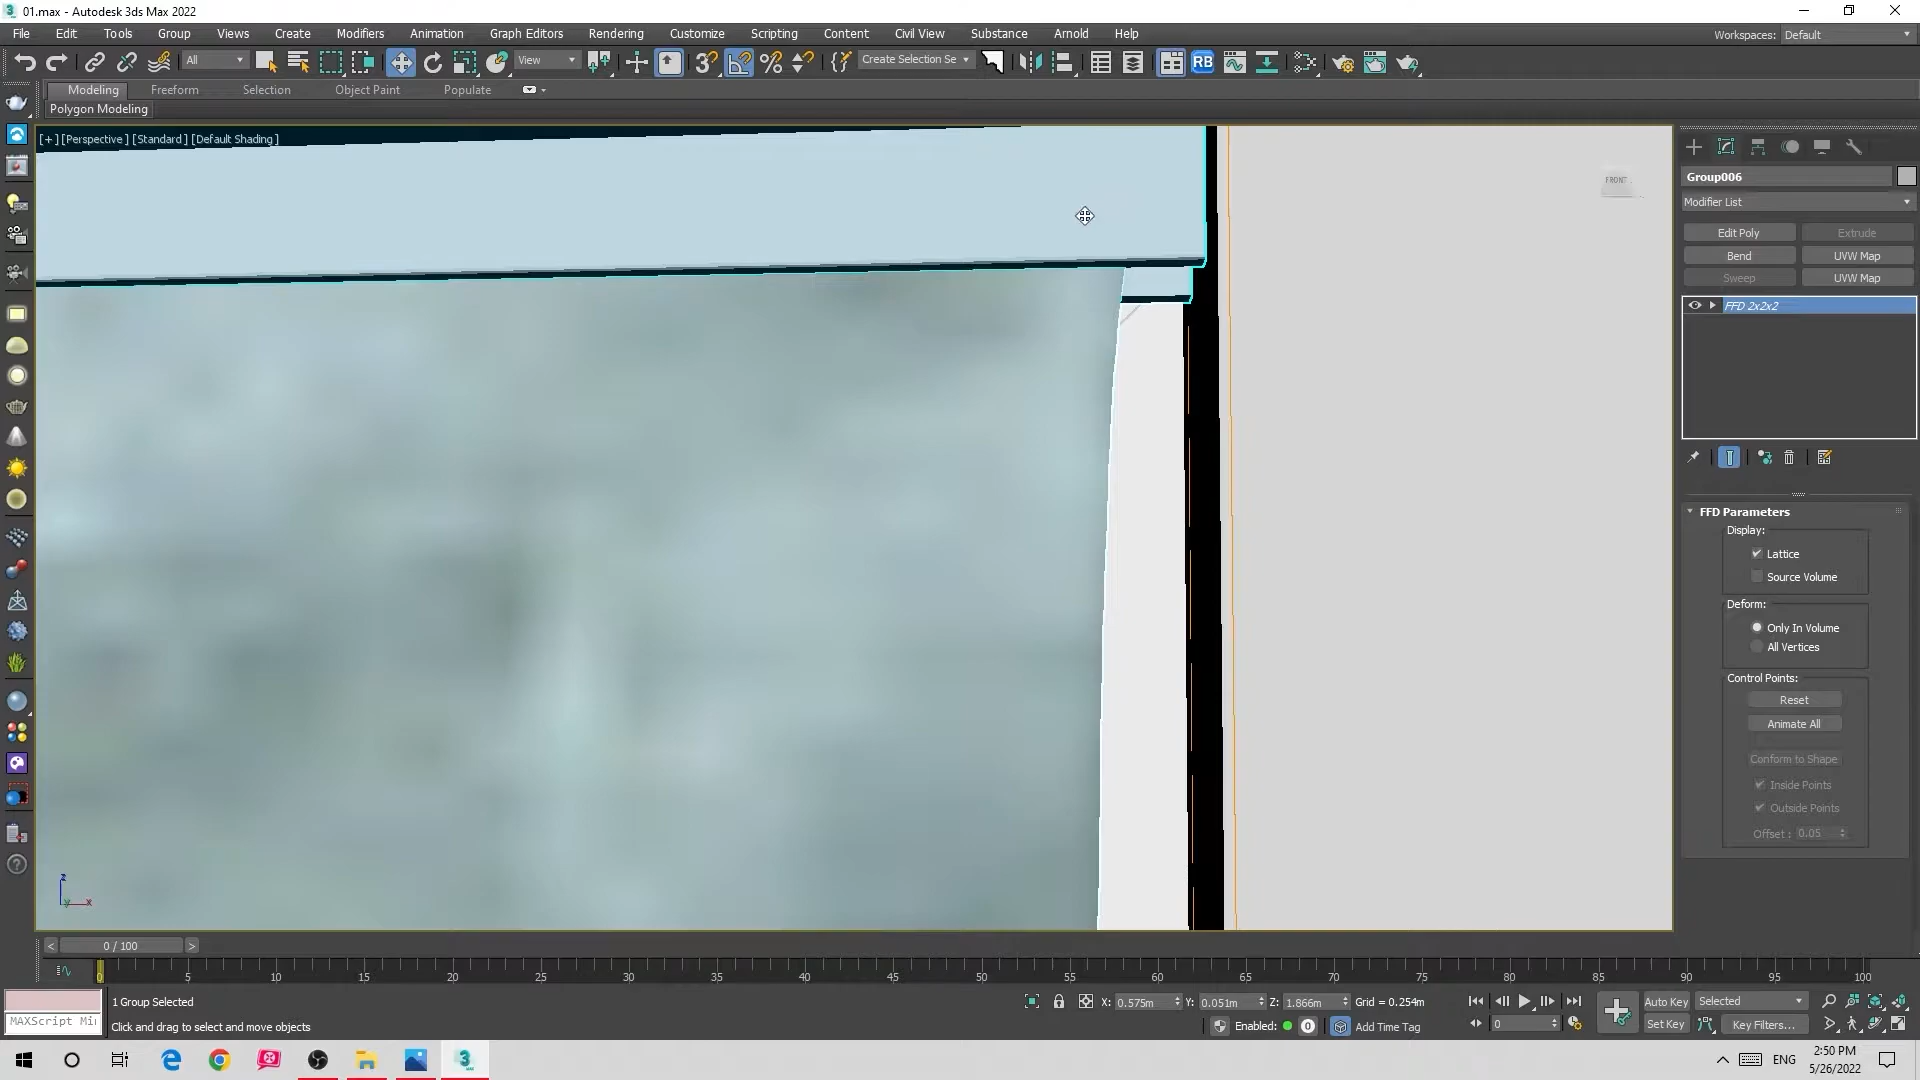 01.max - Autodesk 3ds Max 2022
File Edit Tools Group Views Create Modifiers Animation Graph Editors Rendering Customize Scripting Content Civil View Substance Arnold Help
Workspaces: Default
All View Create Selection Se RB
Modeling Freeform Selection Object Paint Populate
Polygon Modeling
[+] [Perspective] [Standard] [Default Shading]
FRONT
Group006
Modifier List
Edit Poly Extrude
Bend UVW Map
Sweep UVW Map
FFD 2x2x2
FFD Parameters
Display:
Lattice
Source Volume
Deform:
Only In Volume
All Vertices
Control Points:
Reset
Animate All
Conform to Shape
Inside Points
Outside Points
Offset : 0.05
z
y x
< 0 / 100 >
0 5 10 15 20 25 30 35 40 45 50 55 60 65 70 75 80 85 90 95 100
1 Group Selected
X: 0.575m Y: 0.051m Z: 1.866m Grid = 0.254m
Auto Key Selected
MAXScript Mi
Click and drag to select and move objects
Enabled: 0 Add Time Tag
0
Set Key Key Filters...
ENG
2:50 PM
5/26/2022